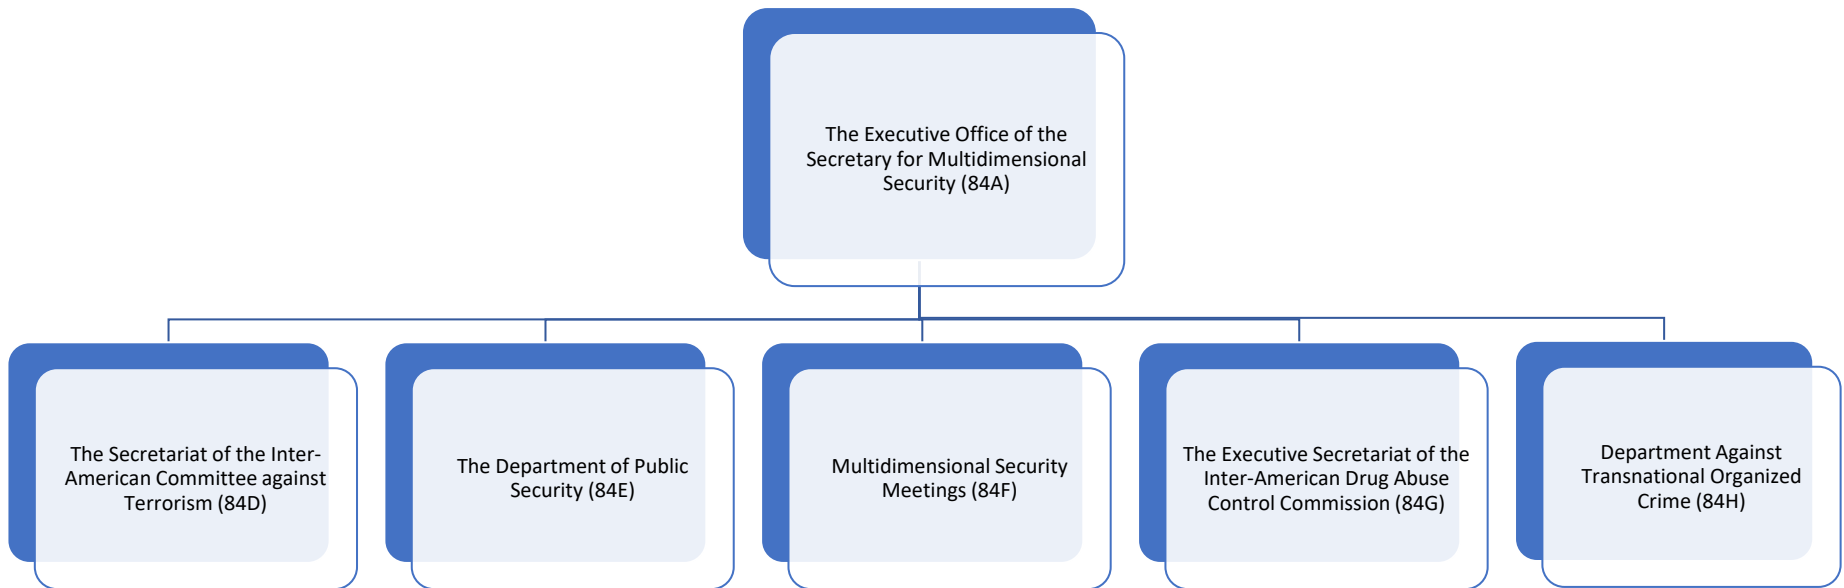 The Executive Office of the
Secretary for Multidimensional
Security (84A)
The Secretariat of the Inter-
American Committee against
Terrorism (84D)
The Department of Public
Security (84E)
Multidimensional Security
Meetings (84F)
The Executive Secretariat of the
Inter-American Drug Abuse
Control Commission (84G)
Department Against
Transnational Organized
Crime (84H)